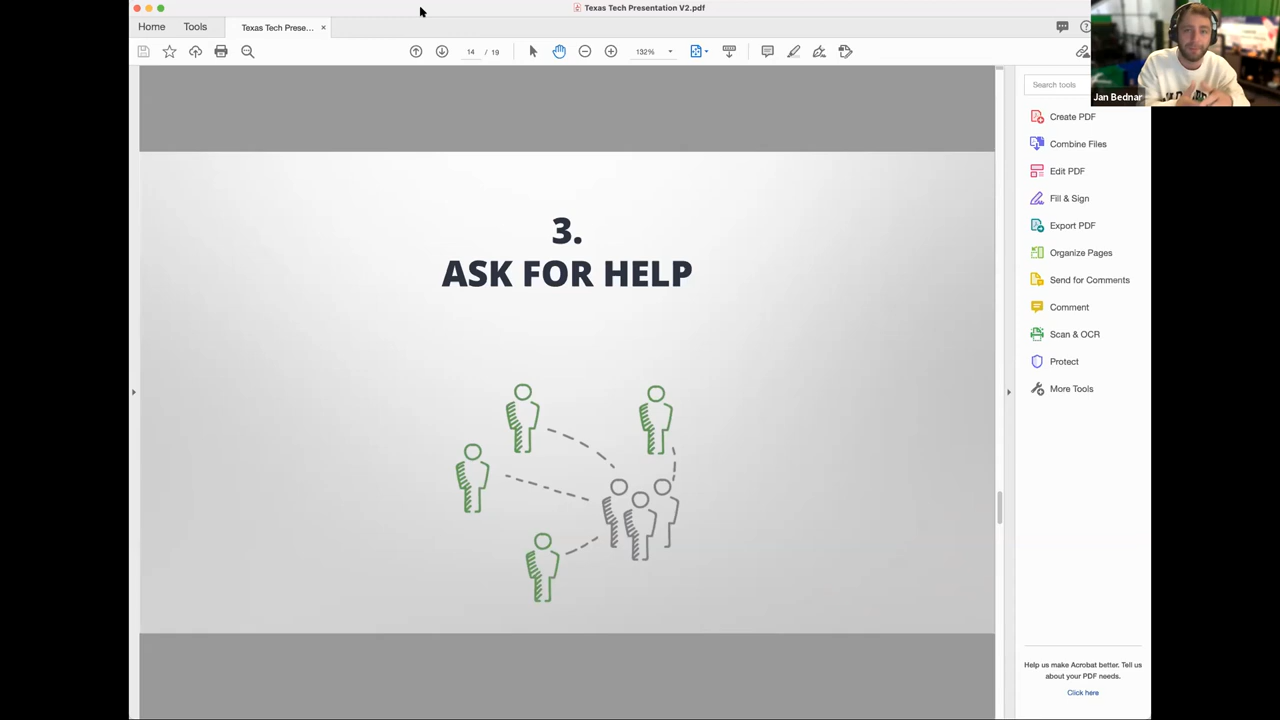 Texas Tech Presentation V2.pdf
Home
Tools
Texas Tech Prese...
14 / 19
132%
Search tools
Jan Bednar
Create PDF
Combine Files
Edit PDF
Fill & Sign
Export PDF
Organize Pages
Send for Comments
Comment
Scan & OCR
Protect
More Tools
3.
ASK FOR HELP
Help us make Acrobat better. Tell us
about your PDF needs.
Click here